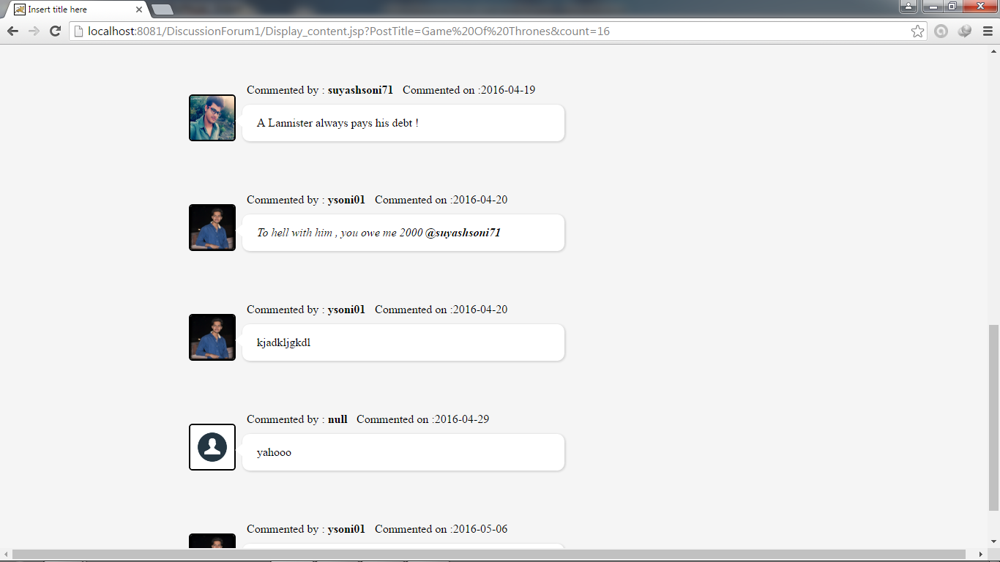 Insert title here
localhost:8081/DiscussionForum1/Display_content.jsp?PostTitle=Game%20Of%20Thrones&count=16
Commented by : suyashsoni71 Commented on :2016-04-19
A Lannister always pays his debt !
Commented by : ysoni01 Commented on :2016-04-20
To hell with him , you owe me 2000 @suyashsoni71
Commented by : ysoni01 Commented on :2016-04-20
kjadkljgkdl
Commented by : null Commented on :2016-04-29
yahooo
Commented by : ysoni01 Commented on :2016-05-06